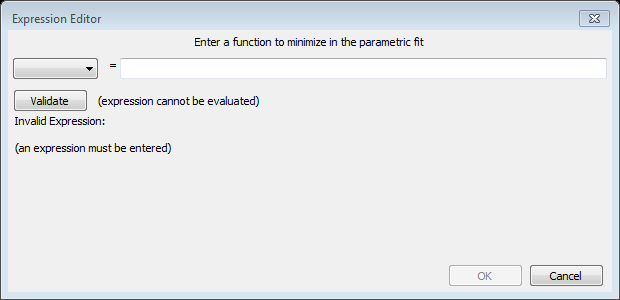 Expression Editor
Enter a function to minimize in the parametric fit
=
Validate (expression cannot be evaluated)
Invalid Expression:
(an expression must be entered)
OK Cancel